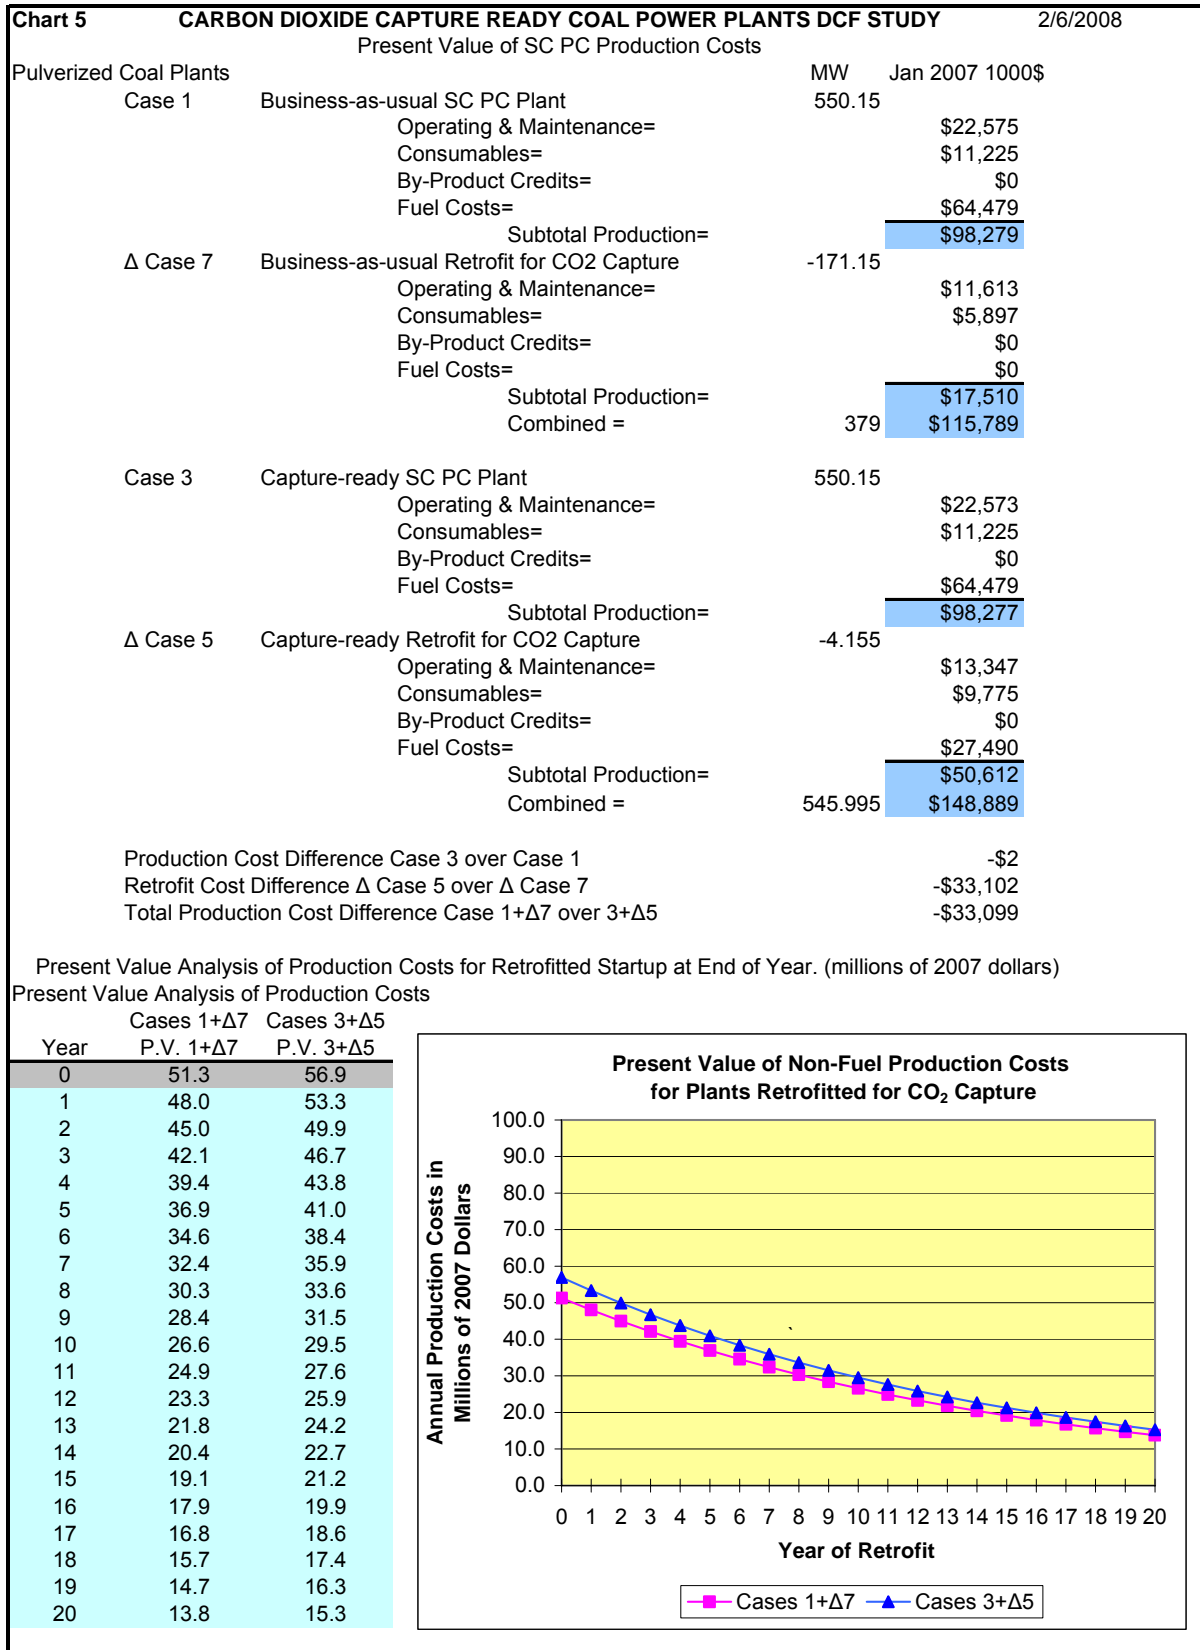 Chart 5 CARBON DIOXIDE CAPTURE READY COAL POWER PLANTS DCF STUDY 2/6/2008
Present Value of SC PC Production Costs
Pulverized Coal Plants MW Jan 2007 1000$
Case 1 Business-as-usual SC PC Plant 550.15
Operating & Maintenance= $22,575
Consumables= $11,225
By-Product Credits= $0
Fuel Costs= $64,479
Subtotal Production= $98,279
Δ Case 7 Business-as-usual Retrofit for CO2 Capture -171.15
Operating & Maintenance= $11,613
Consumables= $5,897
By-Product Credits= $0
Fuel Costs= $0
Subtotal Production= $17,510
Combined = 379 $115,789
Case 3 Capture-ready SC PC Plant 550.15
Operating & Maintenance= $22,573
Consumables= $11,225
By-Product Credits= $0
Fuel Costs= $64,479
Subtotal Production= $98,277
Δ Case 5 Capture-ready Retrofit for CO2 Capture -4.155
Operating & Maintenance= $13,347
Consumables= $9,775
By-Product Credits= $0
Fuel Costs= $27,490
Subtotal Production= $50,612
Combined = 545.995 $148,889
Production Cost Difference Case 3 over Case 1 -$2
Retrofit Cost Difference Δ Case 5 over Δ Case 7 -$33,102
Total Production Cost Difference Case 1+Δ7 over 3+Δ5 -$33,099
Present Value Analysis of Production Costs for Retrofitted Startup at End of Year. (millions of 2007 dollars)
Present Value Analysis of Production Costs
Cases 1+Δ7 Cases 3+Δ5
Year P.V. 1+Δ7 P.V. 3+Δ5
0 51.3 56.9
1 48.0 53.3
2 45.0 49.9
3 42.1 46.7
4 39.4 43.8
5 36.9 41.0
6 34.6 38.4
7 32.4 35.9
8 30.3 33.6
9 28.4 31.5
10 26.6 29.5
11 24.9 27.6
12 23.3 25.9
13 21.8 24.2
14 20.4 22.7
15 19.1 21.2
16 17.9 19.9
17 16.8 18.6
18 15.7 17.4
19 14.7 16.3
20 13.8 15.3
Present Value of Non-Fuel Production Costs
for Plants Retrofitted for CO₂ Capture
Annual Production Costs in
Millions of 2007 Dollars
100.0
90.0
80.0
70.0
60.0
50.0
40.0
30.0
20.0
10.0
0.0
`
0 1 2 3 4 5 6 7 8 9 10 11 12 13 14 15 16 17 18 19 20
Year of Retrofit
Cases 1+Δ7 Cases 3+Δ5